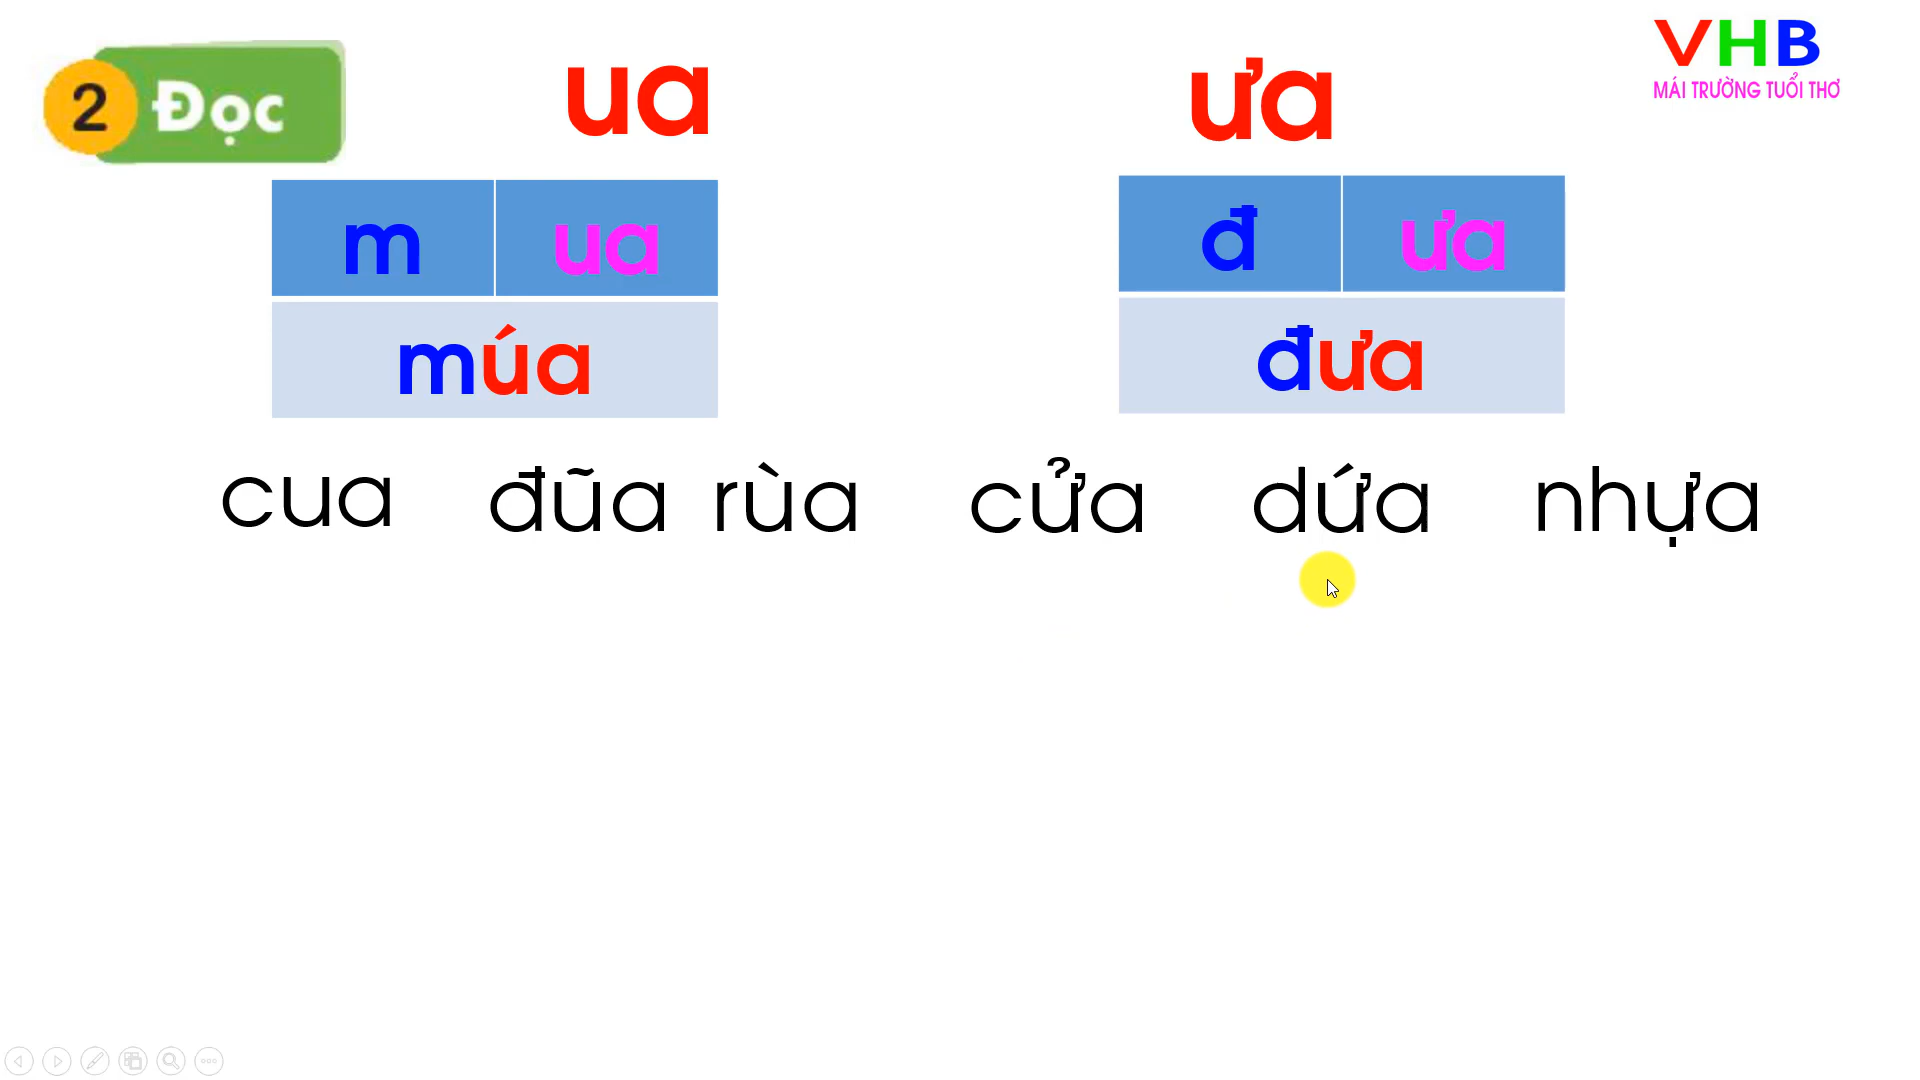 2 Đọc
ua ưa
VHB
MÁI TRƯỜNG TUỔI THƠ
m ua đ ưa
múa đưa
cua đũa rùa cửa dứa nhựa